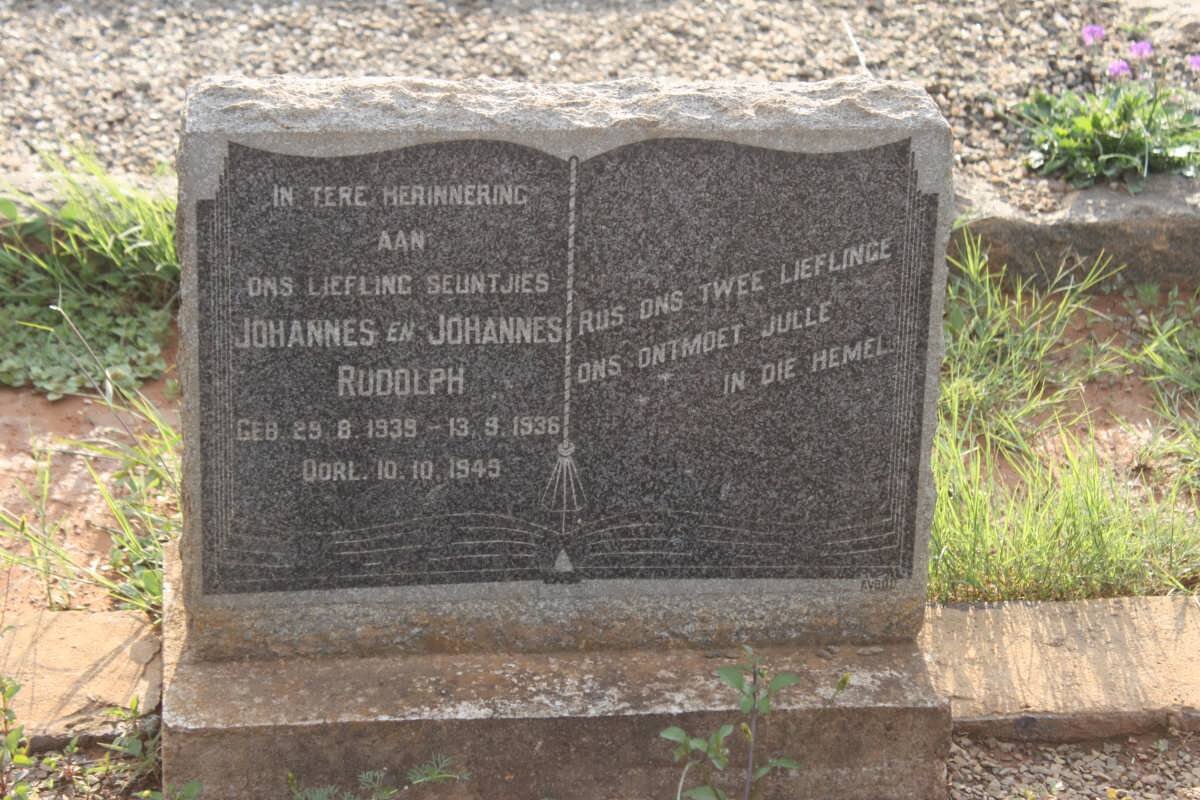 IN TERE HERINNERING
AAN
ONS LIEFLING SEUNTJIES
JOHANNES EN JOHANNES
RUDOLPH
GEB. 29. 8. 1939 - 13. 9. 1936
OORL. 10. 10. 1945
RUS ONS TWEE LIEFLINGE
ONS ONTMOET JULLE
IN DIE HEMEL.